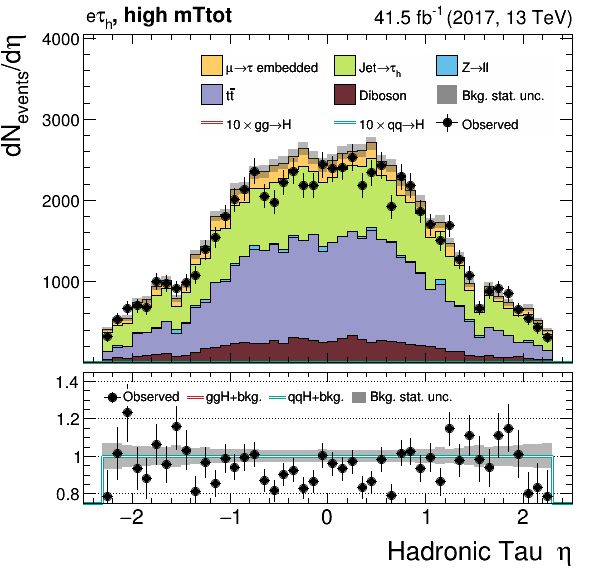 eτh, high mTtot 41.5 fb-1 (2017, 13 TeV)
dNevents/dη
4000
μ→τ embedded Jet→τh Z→ll
tt̄ Diboson Bkg. stat. unc.
10 × gg→H 10 × qq→H Observed
3000
2000
1000
1.4
Observed ggH+bkg. qqH+bkg. Bkg. stat. unc.
1.2
1
0.8
−2 −1 0 1 2
Hadronic Tau η